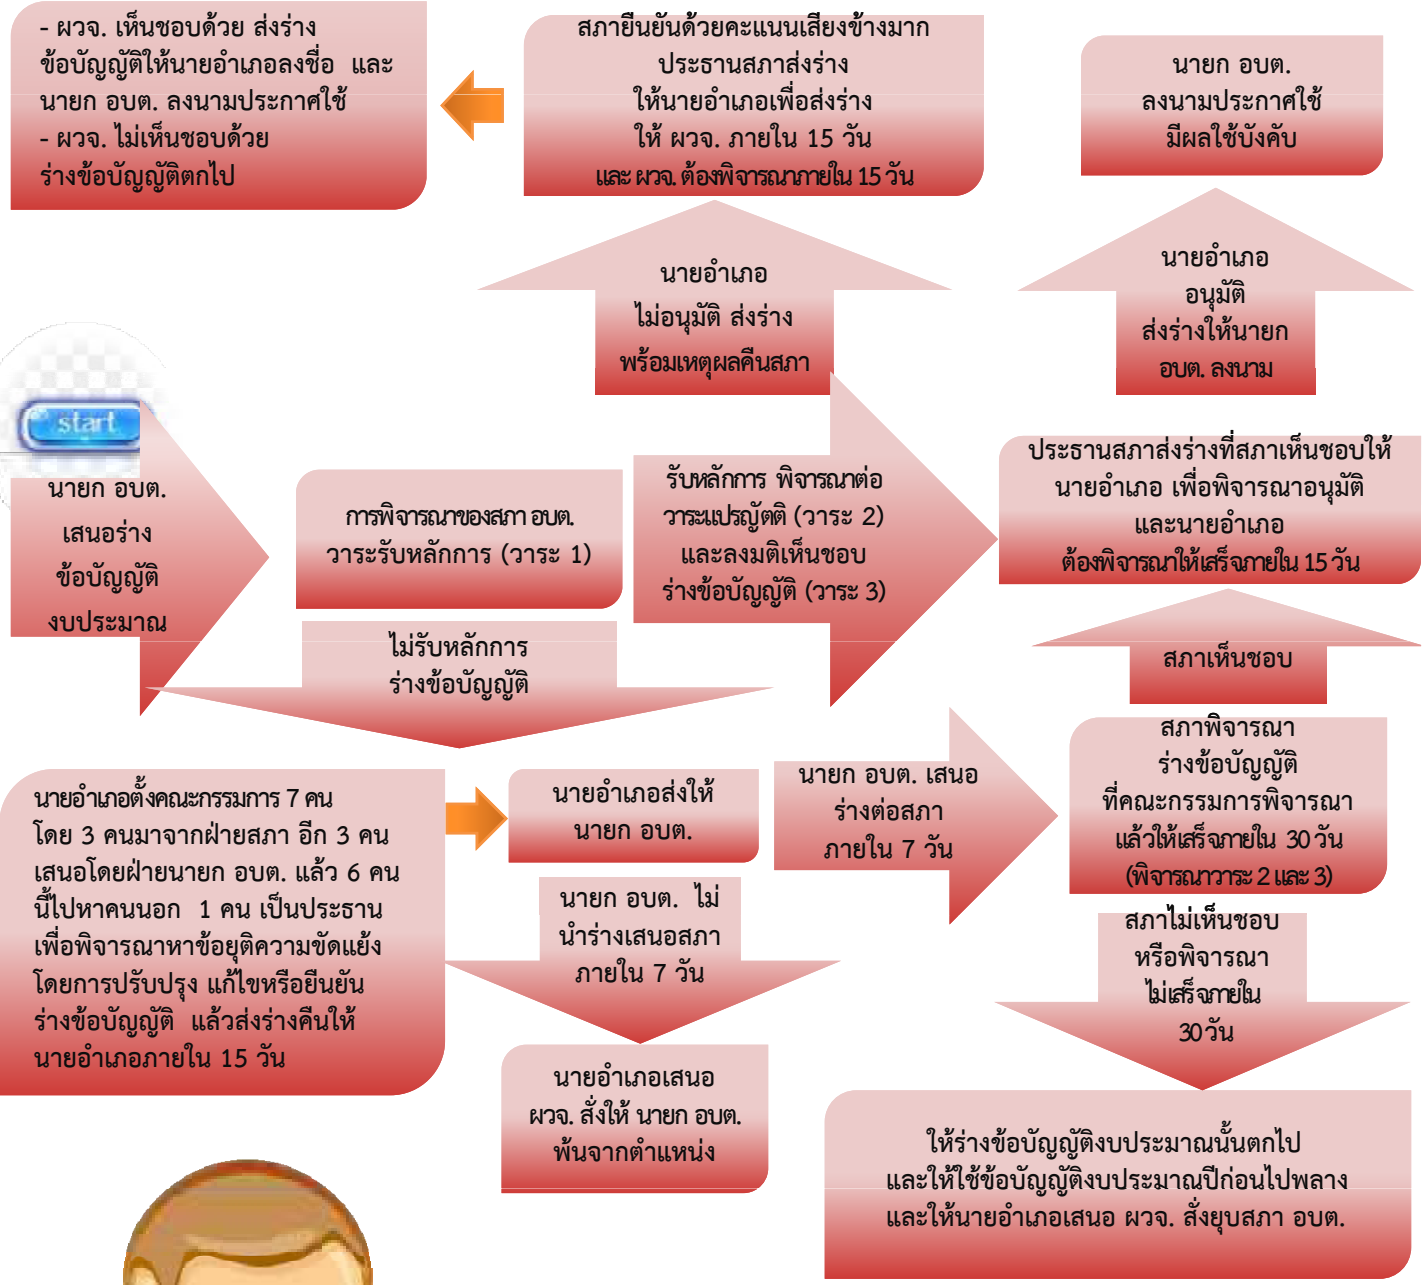 - ผวจ. เห็นชอบด้วย ส่งร่าง
ข้อบัญญัติให้นายอำเภอลงชื่อ และ
นายก อบต. ลงนามประกาศใช้
- ผวจ. ไม่เห็นชอบด้วย
ร่างข้อบัญญัติตกไป
สภายืนยันด้วยคะแนนเสียงข้างมาก
ประธานสภาส่งร่าง
ให้นายอำเภอเพื่อส่งร่าง
ให้ ผวจ. ภายใน 15 วัน
และ ผวจ. ต้องพิจารณาภายใน 15 วัน
นายก อบต.
ลงนามประกาศใช้
มีผลใช้บังคับ
นายอำเภอ
ไม่อนุมัติ ส่งร่าง
พร้อมเหตุผลคืนสภา
นายอำเภอ
อนุมัติ
ส่งร่างให้นายก
อบต. ลงนาม
start
นายก อบต.
เสนอร่าง
ข้อบัญญัติ
งบประมาณ
การพิจารณาของสภา อบต.
วาระรับหลักการ (วาระ 1)
รับหลักการ พิจารณาต่อ
วาระแปรญัตติ (วาระ 2)
และลงมติเห็นชอบ
ร่างข้อบัญญัติ (วาระ 3)
ประธานสภาส่งร่างที่สภาเห็นชอบให้
นายอำเภอ เพื่อพิจารณาอนุมัติ
และนายอำเภอ
ต้องพิจารณาให้เสร็จภายใน 15 วัน
ไม่รับหลักการ
ร่างข้อบัญญัติ
สภาเห็นชอบ
นายอำเภอตั้งคณะกรรมการ 7 คน
โดย 3 คนมาจากฝ่ายสภา อีก 3 คน
เสนอโดยฝ่ายนายก อบต. แล้ว 6 คน
นี้ไปหาคนนอก 1 คน เป็นประธาน
เพื่อพิจารณาหาข้อยุติความขัดแย้ง
โดยการปรับปรุง แก้ไขหรือยืนยัน
ร่างข้อบัญญัติ แล้วส่งร่างคืนให้
นายอำเภอภายใน 15 วัน
นายอำเภอส่งให้
นายก อบต.
นายก อบต. เสนอ
ร่างต่อสภา
ภายใน 7 วัน
สภาพิจารณา
ร่างข้อบัญญัติ
ที่คณะกรรมการพิจารณา
แล้วให้เสร็จภายใน 30 วัน
(พิจารณาวาระ 2 และ 3)
นายก อบต. ไม่
นำร่างเสนอสภา
ภายใน 7 วัน
สภาไม่เห็นชอบ
หรือพิจารณา
ไม่เสร็จภายใน
30 วัน
นายอำเภอเสนอ
ผวจ. สั่งให้ นายก อบต.
พ้นจากตำแหน่ง
ให้ร่างข้อบัญญัติงบประมาณนั้นตกไป
และให้ใช้ข้อบัญญัติงบประมาณปีก่อนไปพลาง
และให้นายอำเภอเสนอ ผวจ. สั่งยุบสภา อบต.